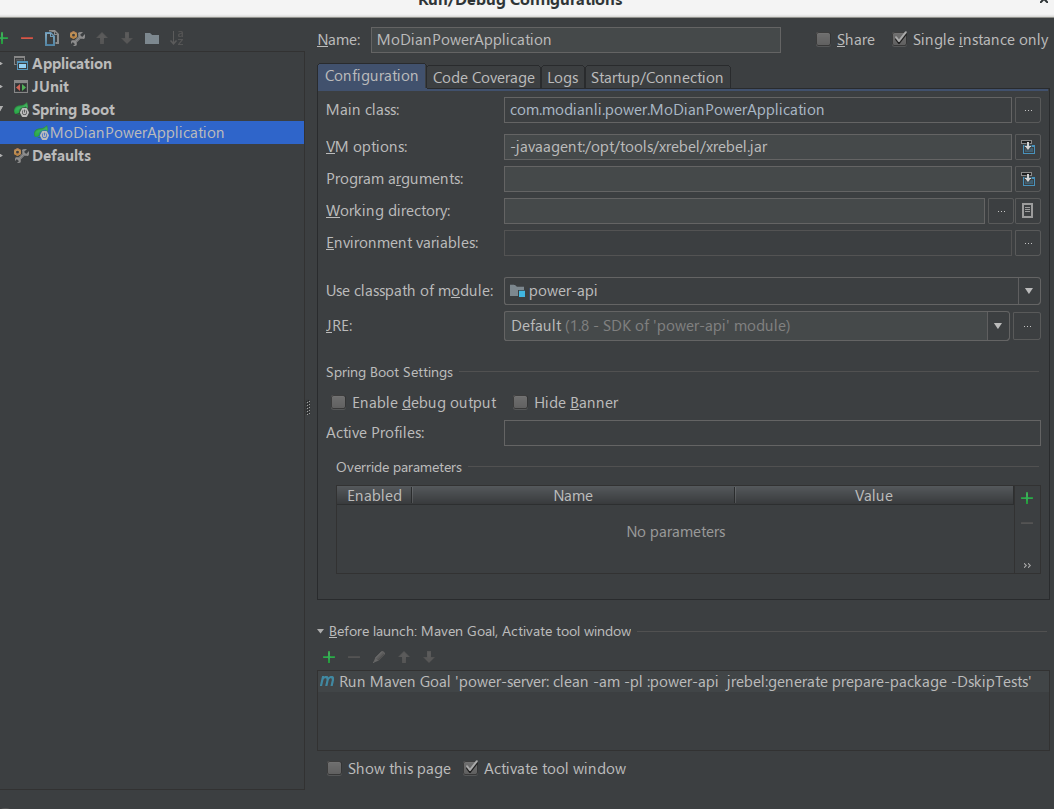 Run/Debug Configurations
Name: MoDianPowerApplication Share Single instance only
Application
JUnit
Spring Boot
MoDianPowerApplication
Defaults
Configuration Code Coverage Logs Startup/Connection
Main class: com.modianli.power.MoDianPowerApplication ...
VM options: -javaagent:/opt/tools/xrebel/xrebel.jar
Program arguments:
Working directory: ...
Environment variables: ...
Use classpath of module: power-api
JRE: Default (1.8 - SDK of 'power-api' module) ...
Spring Boot Settings
Enable debug output Hide Banner
Active Profiles:
Override parameters
Enabled Name Value
No parameters
Before launch: Maven Goal, Activate tool window
m Run Maven Goal 'power-server: clean -am -pl :power-api  jrebel:generate prepare-package -DskipTests'
Show this page Activate tool window